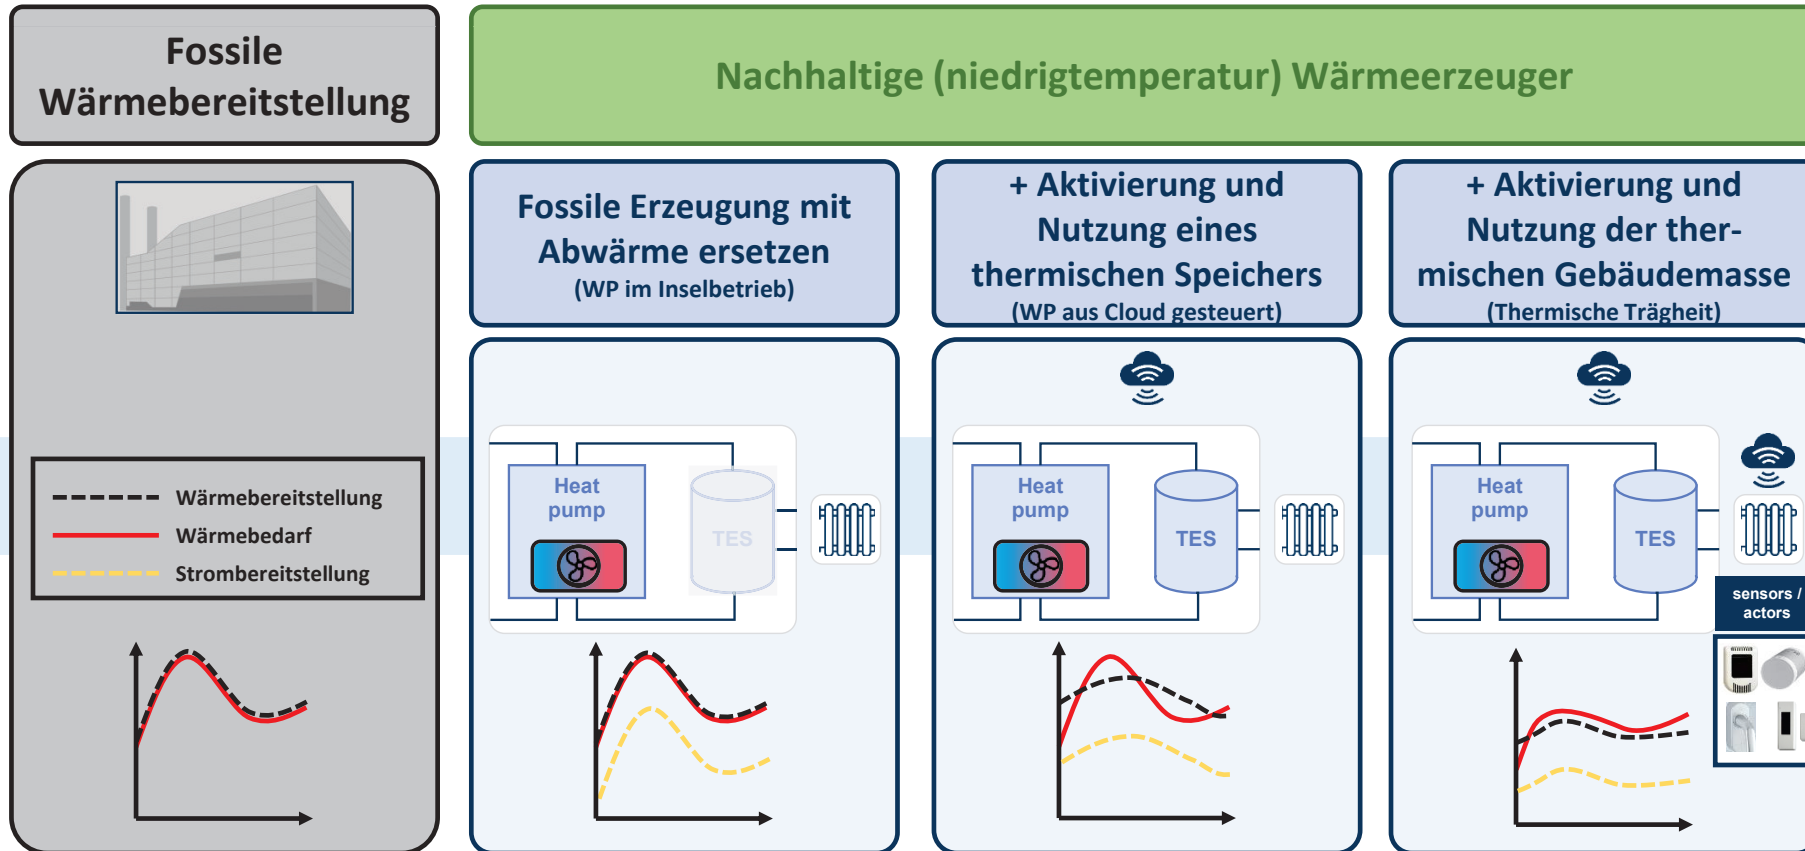 Fossile
Wärmebereitstellung
Nachhaltige (niedrigtemperatur) Wärmeerzeuger
Fossile Erzeugung mit
Abwärme ersetzen
(WP im Inselbetrieb)
+ Aktivierung und
Nutzung eines
thermischen Speichers
(WP aus Cloud gesteuert)
+ Aktivierung und
Nutzung der ther-
mischen Gebäudemasse
(Thermische Trägheit)
Wärmebereitstellung
Wärmebedarf
Strombereitstellung
Heat
pump
TES
Heat
pump
TES
Heat
pump
TES
sensors /
actors